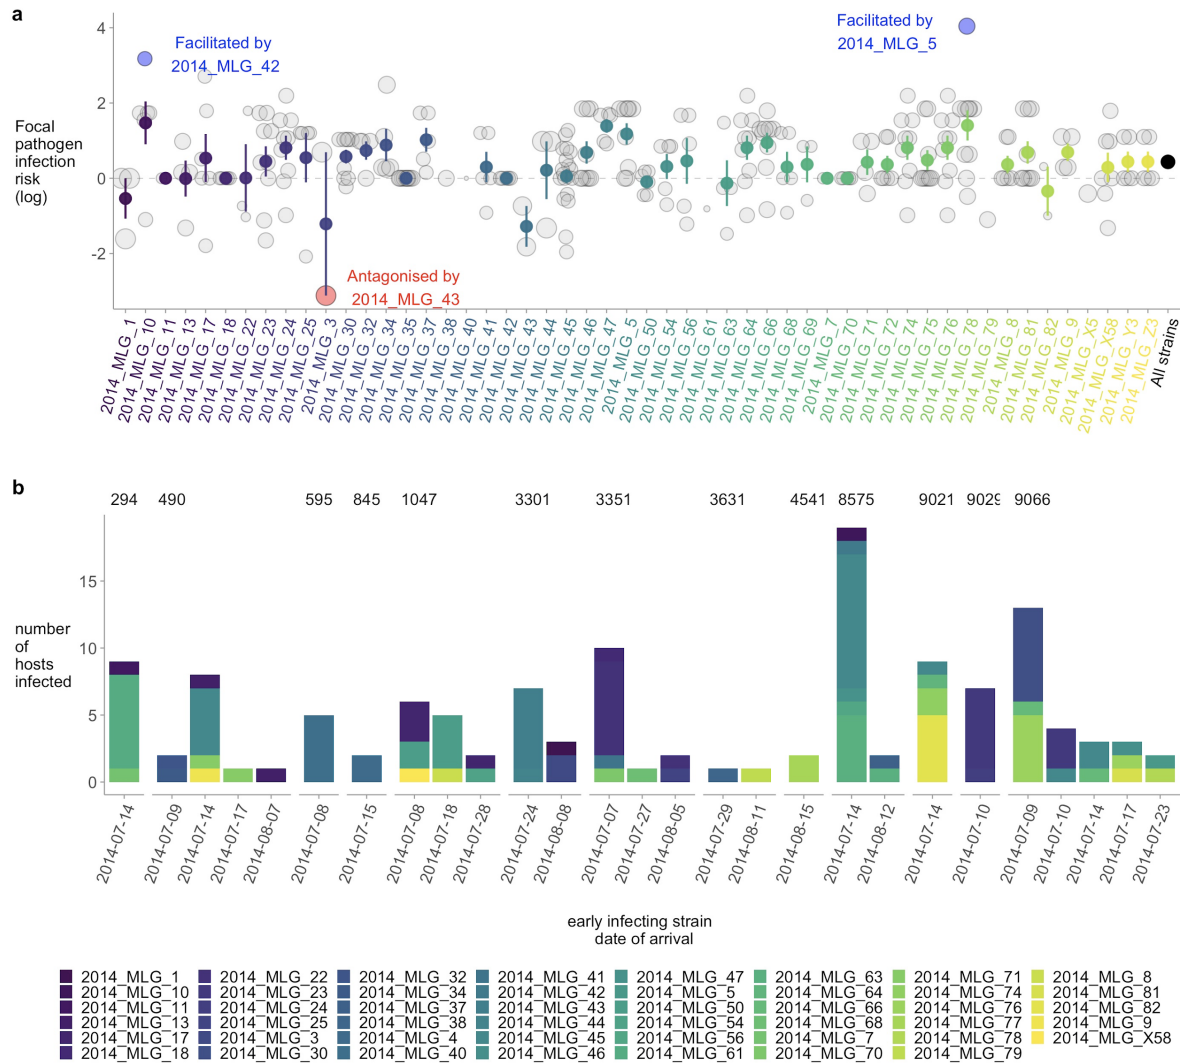 a
4
2
0
-2
Focal
pathogen
infection
risk
(log)
Facilitated by
2014_MLG_42
Facilitated by
2014_MLG_5
Antagonised by
2014_MLG_43
2014_MLG_1
2014_MLG_10
2014_MLG_11
2014_MLG_13
2014_MLG_17
2014_MLG_18
2014_MLG_22
2014_MLG_23
2014_MLG_24
2014_MLG_25
2014_MLG_3
2014_MLG_30
2014_MLG_32
2014_MLG_34
2014_MLG_35
2014_MLG_37
2014_MLG_38
2014_MLG_40
2014_MLG_41
2014_MLG_42
2014_MLG_43
2014_MLG_44
2014_MLG_45
2014_MLG_46
2014_MLG_47
2014_MLG_5
2014_MLG_50
2014_MLG_54
2014_MLG_56
2014_MLG_61
2014_MLG_63
2014_MLG_64
2014_MLG_66
2014_MLG_68
2014_MLG_69
2014_MLG_7
2014_MLG_70
2014_MLG_71
2014_MLG_72
2014_MLG_74
2014_MLG_75
2014_MLG_76
2014_MLG_78
2014_MLG_79
2014_MLG_8
2014_MLG_81
2014_MLG_82
2014_MLG_9
2014_MLG_X5
2014_MLG_X58
2014_MLG_Y3
2014_MLG_Z3
All strains
b
294 490 595 845 1047 3301 3351 3631 4541 8575 9021 9029 9066
15
10
5
0
number
of
hosts
infected
2014-07-14
2014-07-09
2014-07-14
2014-07-17
2014-08-07
2014-07-08
2014-07-15
2014-07-08
2014-07-18
2014-07-28
2014-07-24
2014-08-08
2014-07-07
2014-07-27
2014-08-05
2014-07-29
2014-08-11
2014-08-15
2014-07-14
2014-08-12
2014-07-14
2014-07-10
2014-07-09
2014-07-10
2014-07-14
2014-07-17
2014-07-23
early infecting strain
date of arrival
2014_MLG_1 2014_MLG_22 2014_MLG_32 2014_MLG_41 2014_MLG_47 2014_MLG_63 2014_MLG_71 2014_MLG_8
2014_MLG_10 2014_MLG_23 2014_MLG_34 2014_MLG_42 2014_MLG_5 2014_MLG_64 2014_MLG_74 2014_MLG_81
2014_MLG_11 2014_MLG_24 2014_MLG_37 2014_MLG_43 2014_MLG_50 2014_MLG_66 2014_MLG_76 2014_MLG_82
2014_MLG_13 2014_MLG_25 2014_MLG_38 2014_MLG_44 2014_MLG_54 2014_MLG_68 2014_MLG_77 2014_MLG_9
2014_MLG_17 2014_MLG_3 2014_MLG_4 2014_MLG_45 2014_MLG_56 2014_MLG_7 2014_MLG_78 2014_MLG_X58
2014_MLG_18 2014_MLG_30 2014_MLG_40 2014_MLG_46 2014_MLG_61 2014_MLG_70 2014_MLG_79